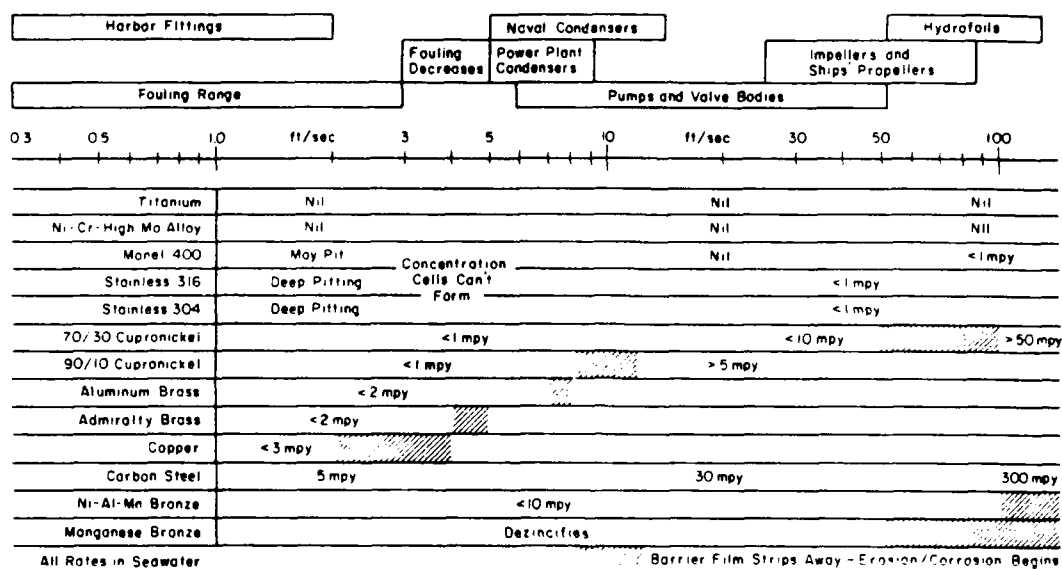 Harbor Fittings
Naval Condensers
Hydrofoils
Fouling
Decreases
Power Plant
Condensers
Impellers and
Ships' Propellers
Fouling Range
Pumps and Valve Bodies
0.3 0.5 1.0 ft/sec 3 5 10 ft/sec 30 50 100
Titanium Nil Nil Nil
Ni-Cr-High Mo Alloy Nil Nil Nil
Monel 400 May Pit Nil <1 mpy
Concentration
Cells Can't
Form
Stainless 316 Deep Pitting <1 mpy
Stainless 304 Deep Pitting <1 mpy
70/30 Cupronickel <1 mpy <10 mpy >50 mpy
90/10 Cupronickel <1 mpy >5 mpy
Aluminum Brass <2 mpy
Admiralty Brass <2 mpy
Copper <3 mpy
Carbon Steel 5 mpy 30 mpy 300 mpy
Ni-Al-Mn Bronze <10 mpy
Manganese Bronze Dezincifies
All Rates in Seawater Barrier Film Strips Away - Erosion/Corrosion Begins